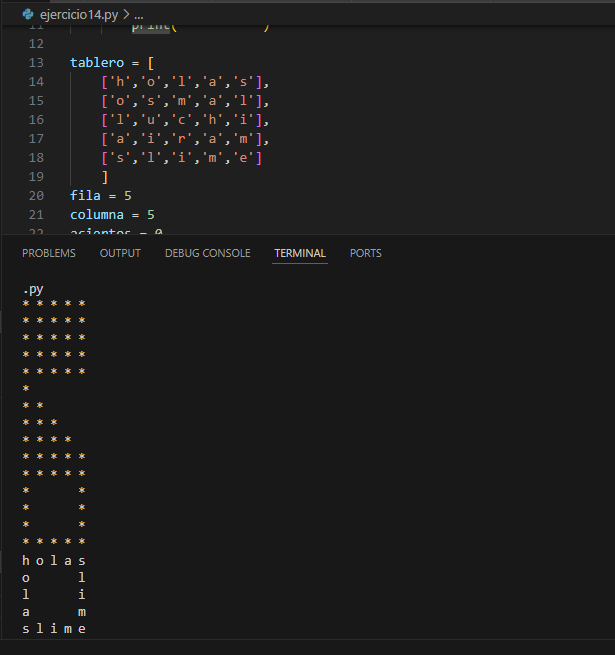 ejercicio14.py > ...
11 print( )
12
13 tablero = [
14 ['h','o','l','a','s'],
15 ['o','s','m','a','l'],
16 ['l','u','c','h','i'],
17 ['a','i','r','a','m'],
18 ['s','l','i','m','e']
19 ]
20 fila = 5
21 columna = 5
22 acientos = 0
PROBLEMS OUTPUT DEBUG CONSOLE TERMINAL PORTS
.py
* * * * *
* * * * *
* * * * *
* * * * *
* * * * *
*
* *
* * *
* * * *
* * * * *
* * * * *
*       *
*       *
*       *
* * * * *
h o l a s
o       l
l       i
a       m
s l i m e